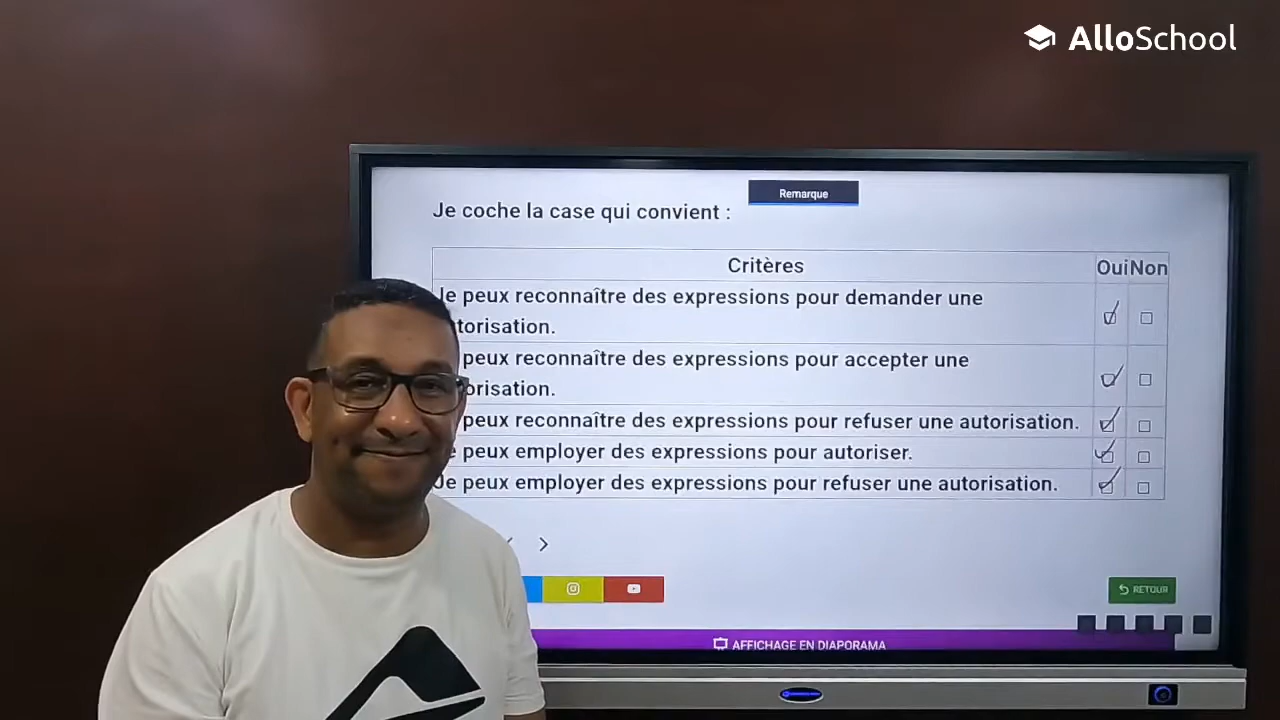 AlloSchool
Remarque
Je coche la case qui convient :
Critères Oui Non
Je peux reconnaître des expressions pour demander une
torisation.
peux reconnaître des expressions pour accepter une
orisation.
peux reconnaître des expressions pour refuser une autorisation.
e peux employer des expressions pour autoriser.
Je peux employer des expressions pour refuser une autorisation.
RETOUR
AFFICHAGE EN DIAPORAMA